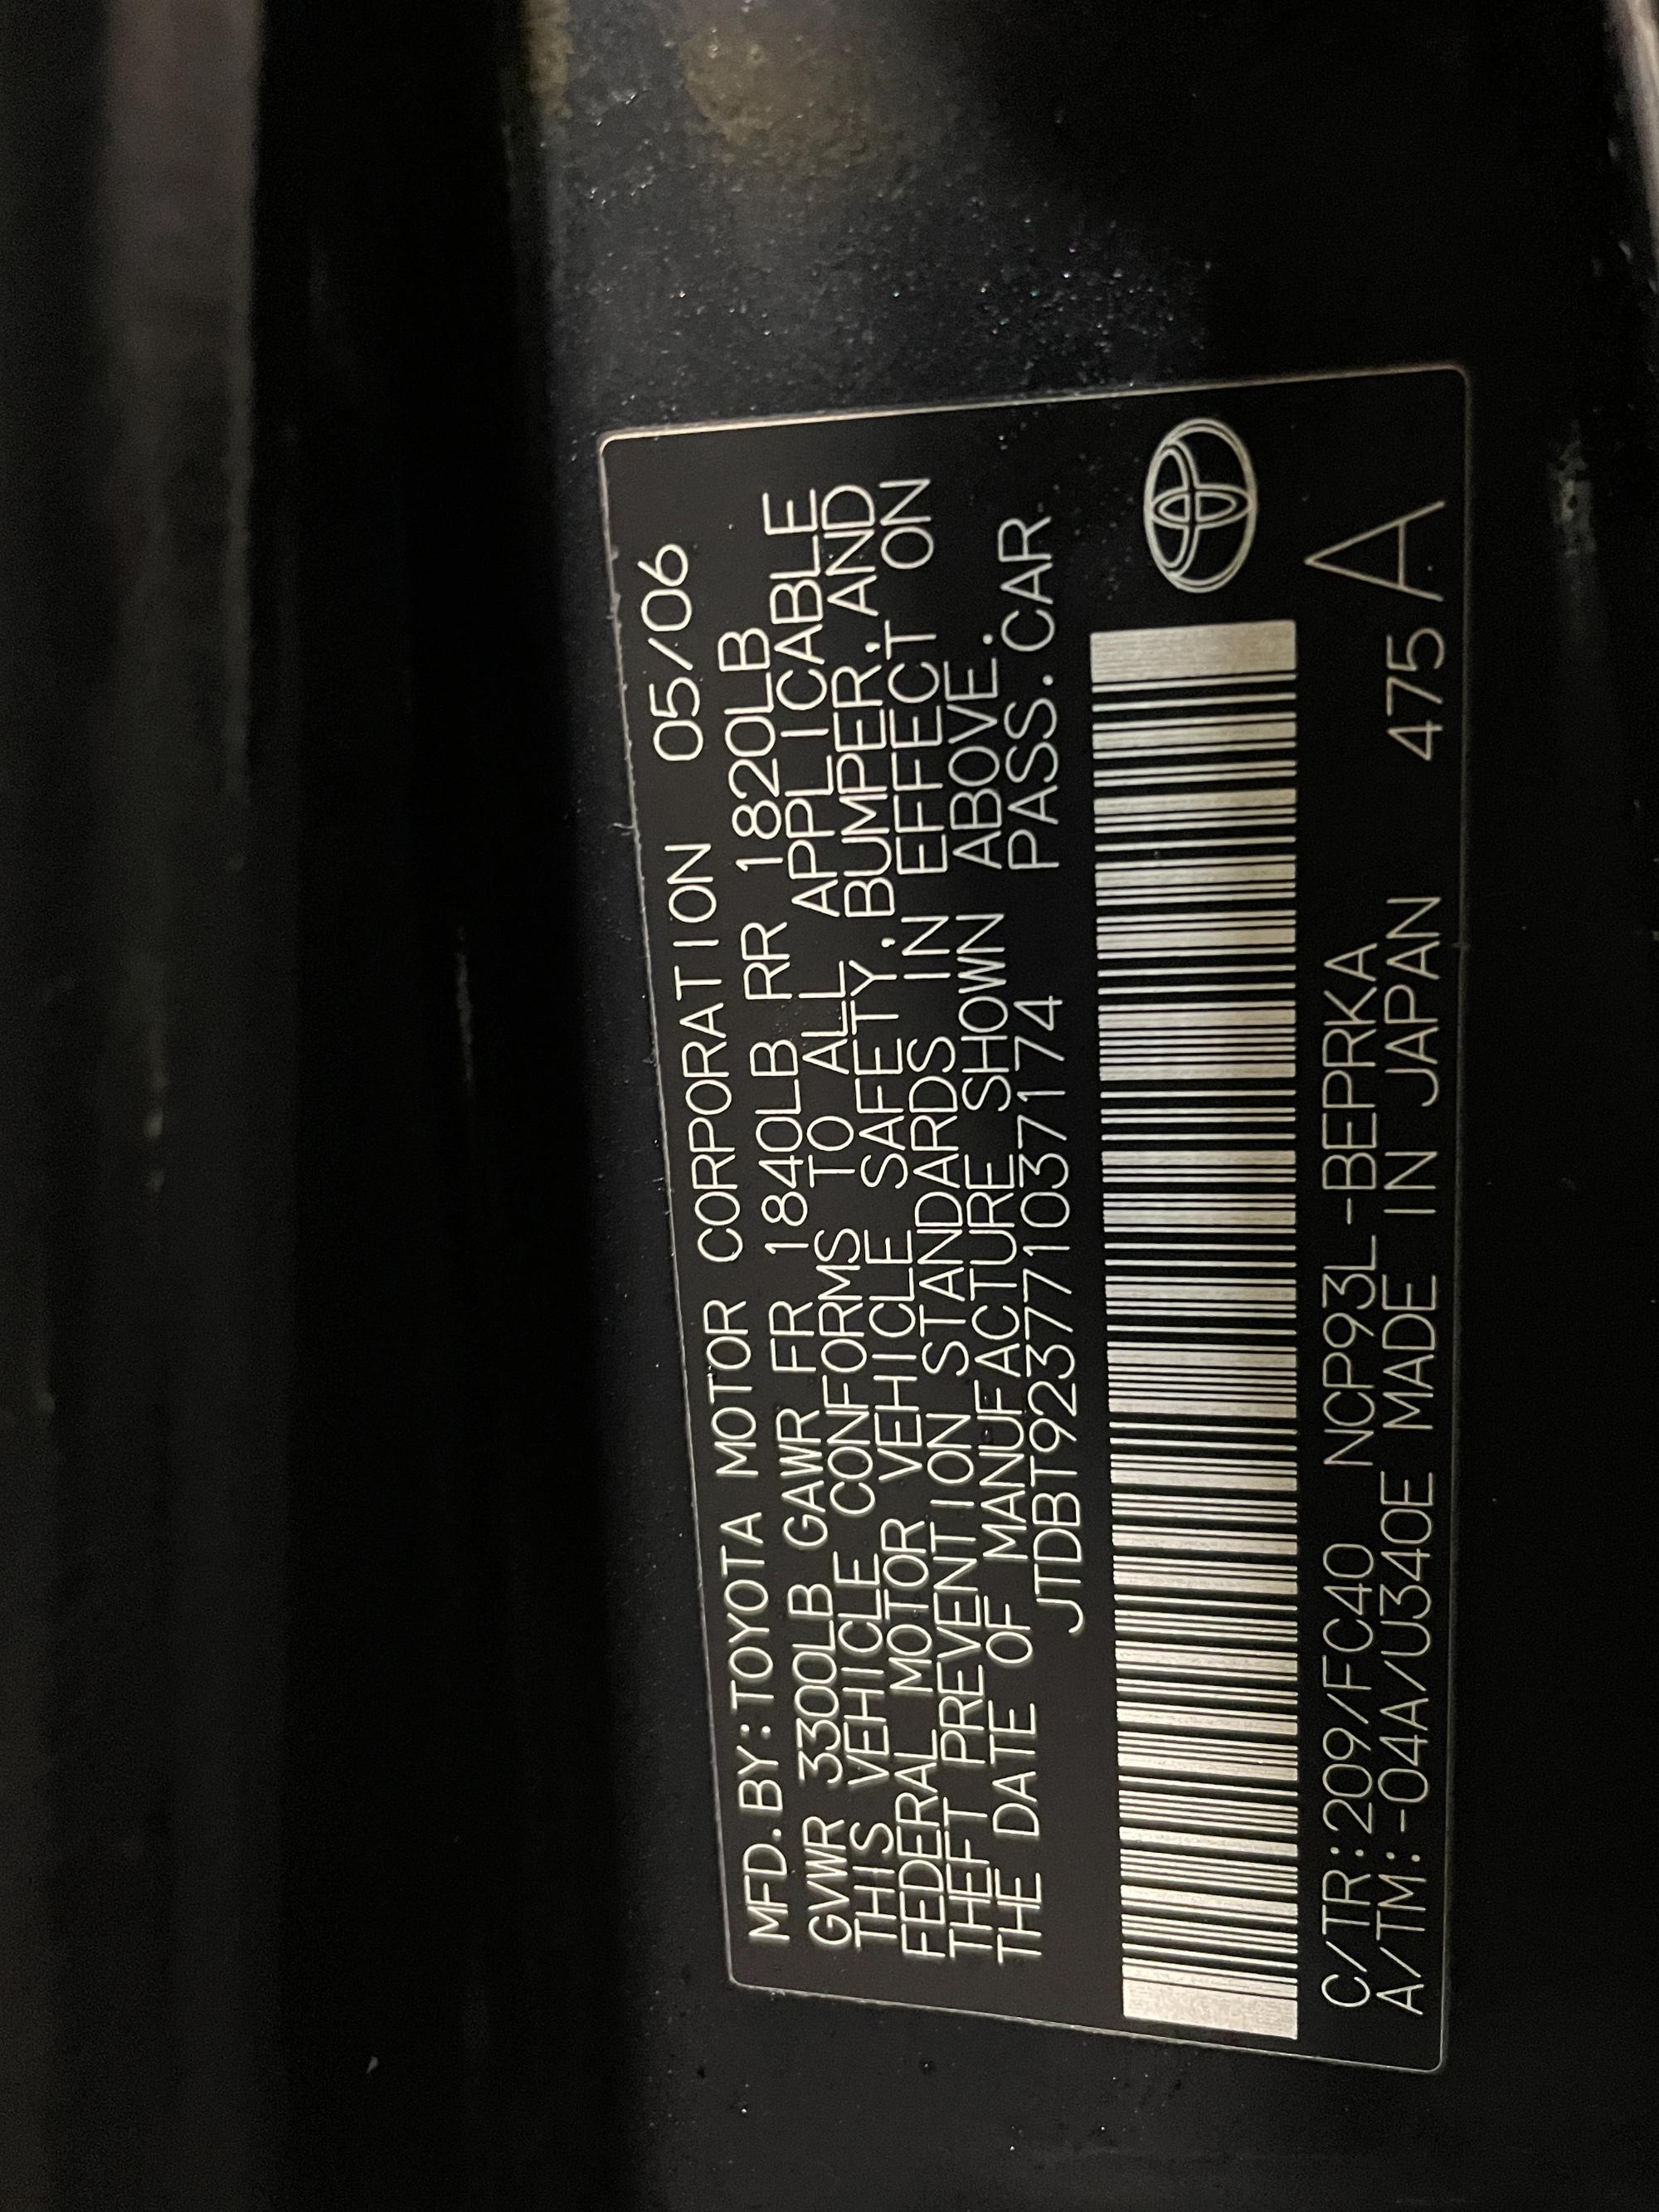 MFD.BY:TOYOTA MOTOR CORPORATION 05/06
GVWR 3300LB GAWR FR 1840LB RR 1820LB
THIS VEHICLE CONFORMS TO ALL APPLICABLE
FEDERAL MOTOR VEHICLE SAFETY,BUMPER,AND
THEFT PREVENTION STANDARDS IN EFFECT ON
THE DATE OF MANUFACTURE SHOWN ABOVE.
JTDBT923771037174 PASS.CAR
C/TR:209/FC40 NCP93L-BEPRKA
A/TM:-04A/U340E MADE IN JAPAN 475 A